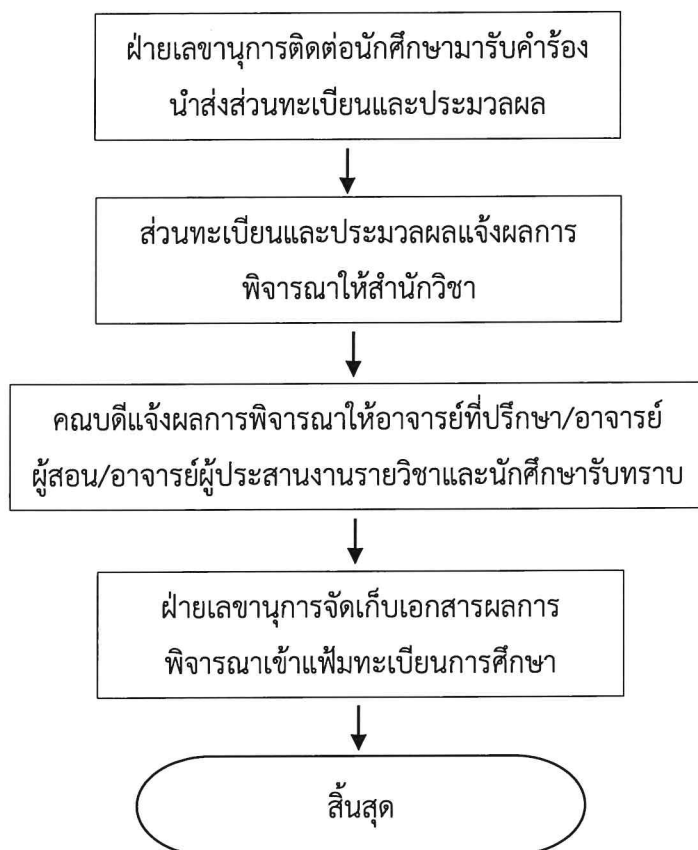 ฝ่ายเลขานุการติดต่อนักศึกษามารับคำร้อง
นำส่งส่วนทะเบียนและประมวลผล
ส่วนทะเบียนและประมวลผลแจ้งผลการ
พิจารณาให้สำนักวิชา
คณบดีแจ้งผลการพิจารณาให้อาจารย์ที่ปรึกษา/อาจารย์
ผู้สอน/อาจารย์ผู้ประสานงานรายวิชาและนักศึกษารับทราบ
ฝ่ายเลขานุการจัดเก็บเอกสารผลการ
พิจารณาเข้าแฟ้มทะเบียนการศึกษา
สิ้นสุด